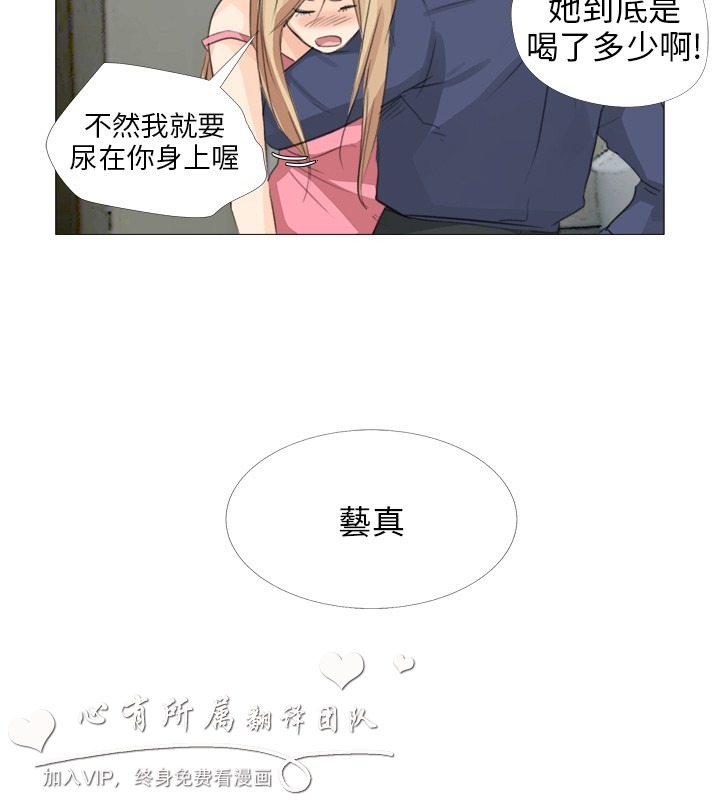 她到底是
喝了多少啊!
不然我就要
尿在你身上喔
藝真
心有所属翻译团队
加入VIP，终身免费看漫画